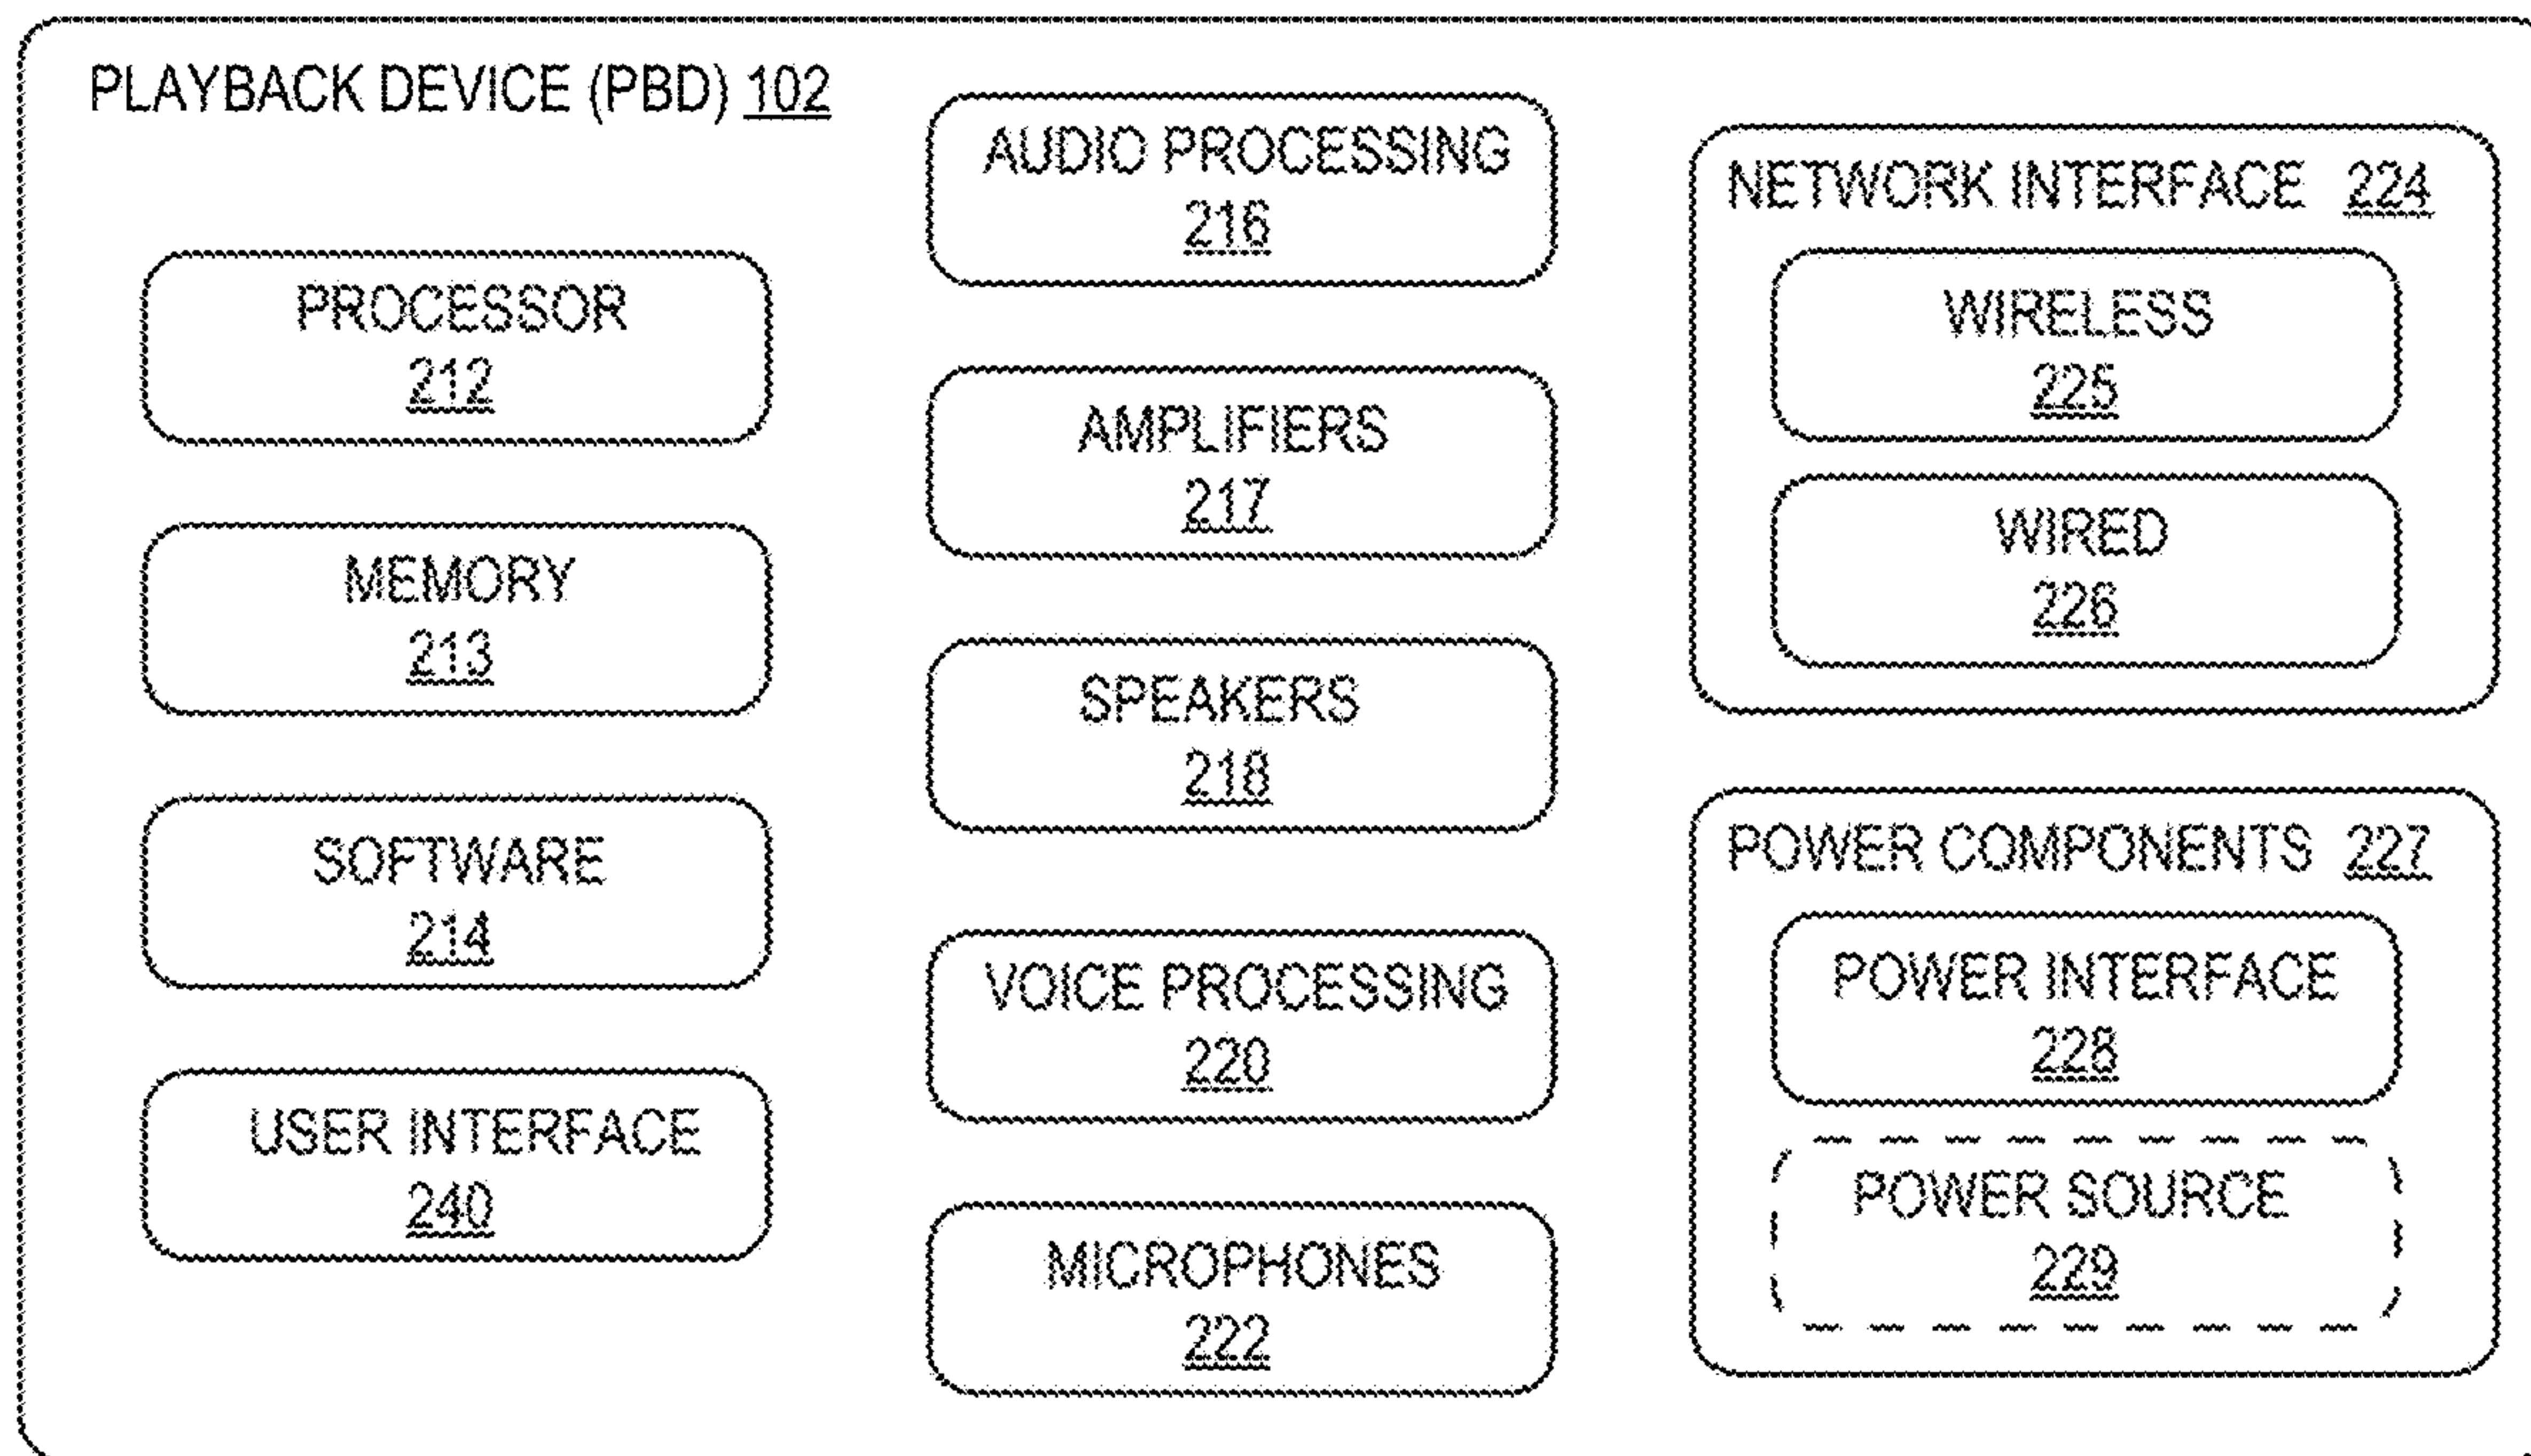 PLAYBACK DEVICE (PBD) 102
PROCESSOR
212
MEMORY
213
SOFTWARE
214
USER INTERFACE
240
AUDIO PROCESSING
216
AMPLIFIERS
217
SPEAKERS
218
VOICE PROCESSING
220
MICROPHONES
222
NETWORK INTERFACE 224
WIRELESS
225
WIRED
226
POWER COMPONENTS 227
POWER INTERFACE
228
POWER SOURCE
229